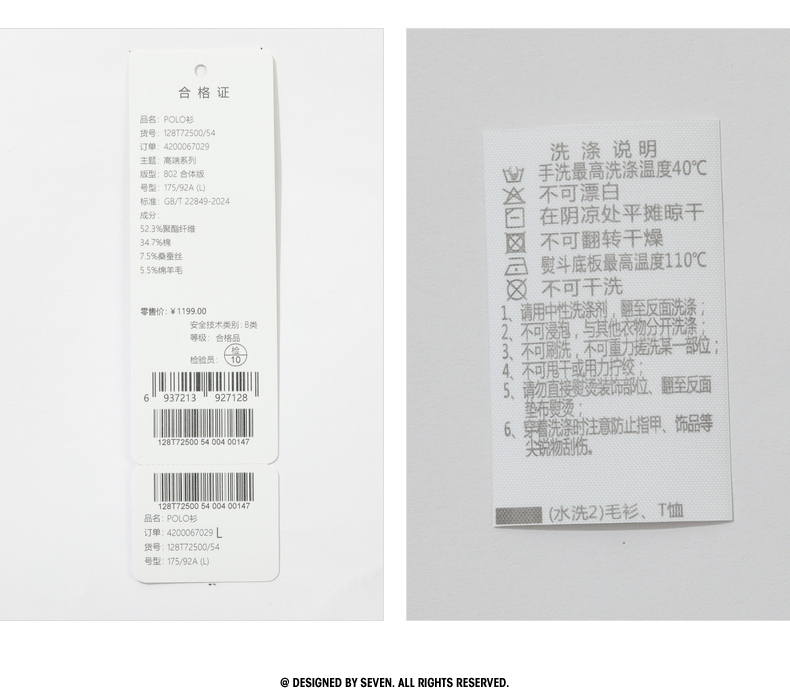 合格证
品名: POLO衫
货号: 128T72500/54
订单: 4200067029
主题: 高端系列
版型: B02 合体版
号型: 175/92A (L)
标准: GB/T 22849-2024
成分:
52.3%聚酯纤维
34.7%棉
7.5%桑蚕丝
5.5%绵羊毛
零售价: ¥1199.00
安全技术类别: B类
等级: 合格品
检验员: 检 10
6 937213 927128
128T72500 54 004 00147
128T72500 54 004 00147
品名: POLO衫
订单: 4200067029 L
货号: 128T72500/54
号型: 175/92A (L)
洗涤说明
手洗最高洗涤温度40℃
不可漂白
在阴凉处平摊晾干
不可翻转干燥
熨斗底板最高温度110℃
不可干洗
1、请用中性洗涤剂，翻至反面洗涤；
2、不可浸泡，与其他衣物分开洗涤；
3、不可刷洗，不可重力搓洗某一部位；
4、不可甩干或用力拧绞；
5、请勿直接熨烫装饰部位、翻至反面
垫布熨烫；
6、穿着洗涤时注意防止指甲、饰品等
尖锐物刮伤。
(水洗2)毛衫、T恤
@ DESIGNED BY SEVEN. ALL RIGHTS RESERVED.